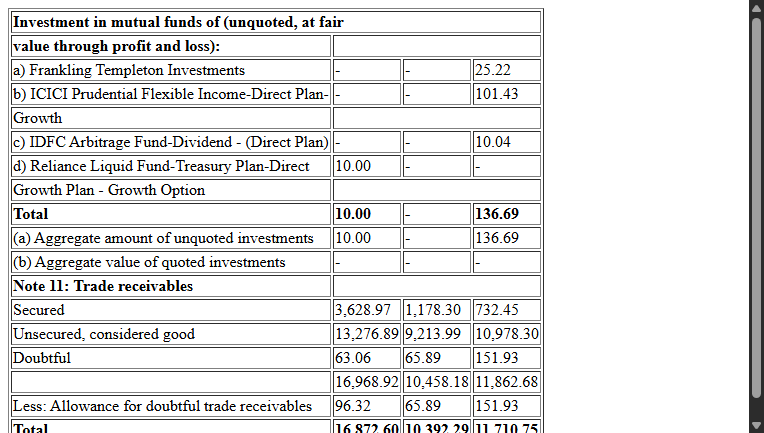 Investment in mutual funds of (unquoted, at fair
value through profit and loss):
a) Frankling Templeton Investments - - 25.22
b) ICICI Prudential Flexible Income-Direct Plan- - - 101.43
Growth
c) IDFC Arbitrage Fund-Dividend - (Direct Plan) - - 10.04
d) Reliance Liquid Fund-Treasury Plan-Direct 10.00 - -
Growth Plan - Growth Option
Total 10.00 - 136.69
(a) Aggregate amount of unquoted investments 10.00 - 136.69
(b) Aggregate value of quoted investments - - -
Note 11: Trade receivables
Secured 3,628.97 1,178.30 732.45
Unsecured, considered good 13,276.89 9,213.99 10,978.30
Doubtful 63.06 65.89 151.93
16,968.92 10,458.18 11,862.68
Less: Allowance for doubtful trade receivables 96.32 65.89 151.93
Total 16,872.60 10,392.29 11,710.75